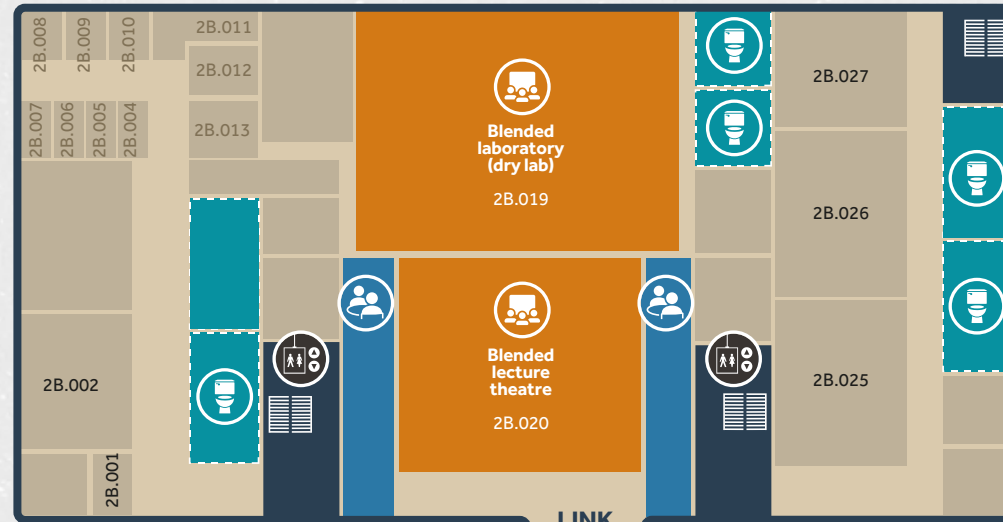 2B.008
2B.009
2B.010
2B.011
2B.012
2B.007
2B.006
2B.005
2B.004
2B.013
Blended
laboratory
(dry lab)
2B.019
2B.027
2B.026
Blended
lecture
theatre
2B.020
2B.002
2B.025
2B.001
LINK